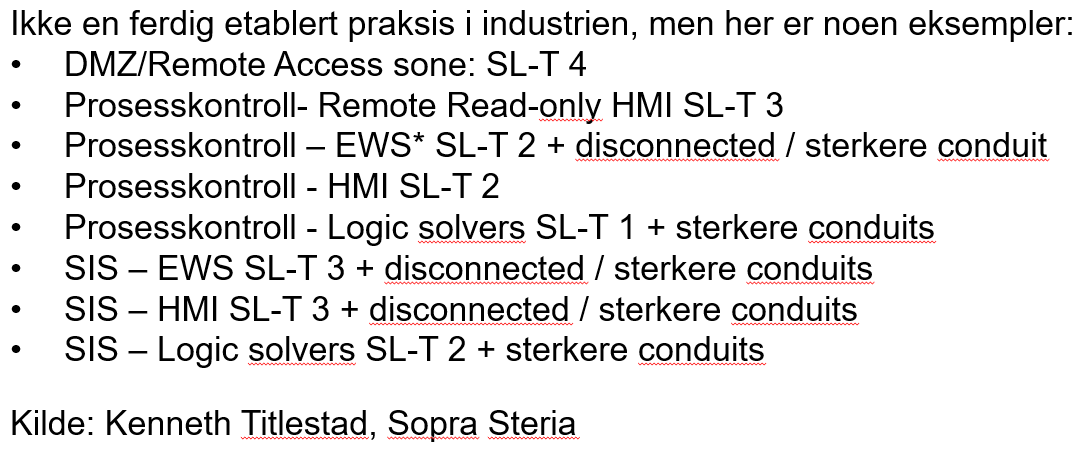 Ikke en ferdig etablert praksis i industrien, men her er noen eksempler:
• DMZ/Remote Access sone: SL-T 4
• Prosesskontroll- Remote Read-only HMI SL-T 3
• Prosesskontroll – EWS* SL-T 2 + disconnected / sterkere conduit
• Prosesskontroll - HMI SL-T 2
• Prosesskontroll - Logic solvers SL-T 1 + sterkere conduits
• SIS – EWS SL-T 3 + disconnected / sterkere conduits
• SIS – HMI SL-T 3 + disconnected / sterkere conduits
• SIS – Logic solvers SL-T 2 + sterkere conduits
Kilde: Kenneth Titlestad, Sopra Steria